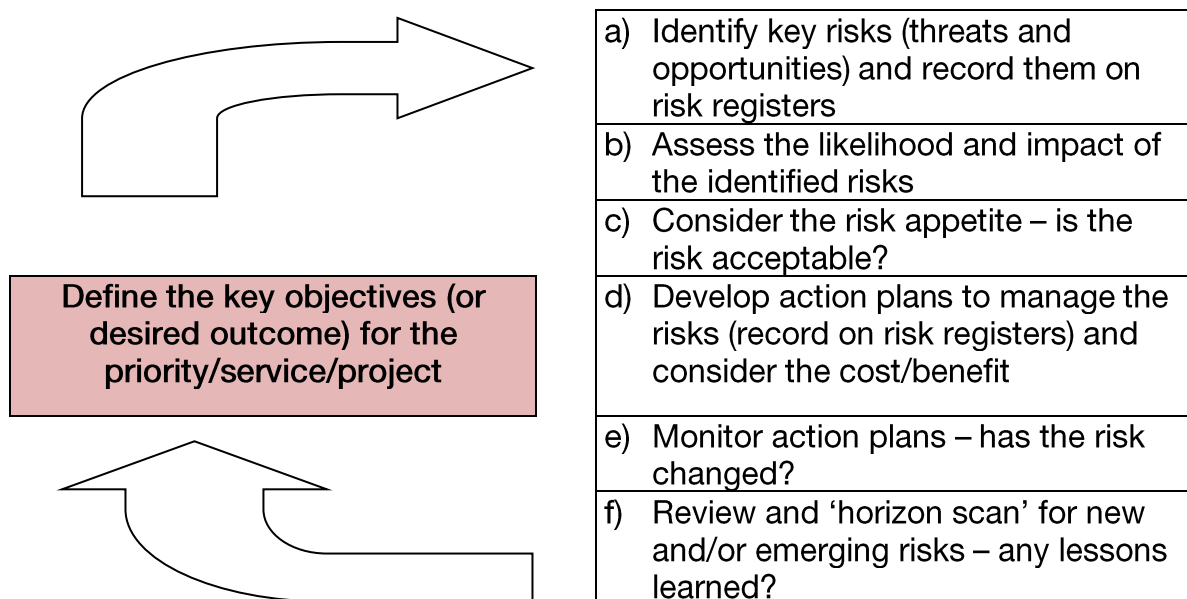 Define the key objectives (or
desired outcome) for the
priority/service/project
a) Identify key risks (threats and
opportunities) and record them on
risk registers
b) Assess the likelihood and impact of
the identified risks
c) Consider the risk appetite – is the
risk acceptable?
d) Develop action plans to manage the
risks (record on risk registers) and
consider the cost/benefit
e) Monitor action plans – has the risk
changed?
f) Review and ‘horizon scan’ for new
and/or emerging risks – any lessons
learned?